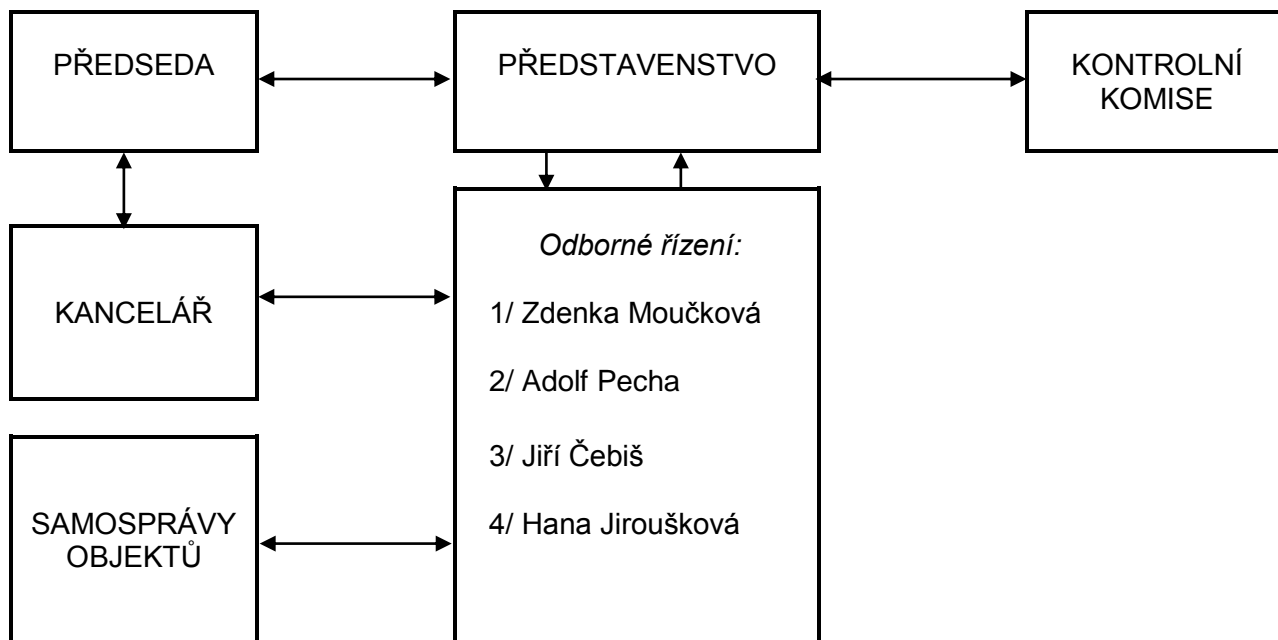 PŘEDSEDA
PŘEDSTAVENSTVO
KONTROLNÍ
KOMISE
KANCELÁŘ
Odborné řízení:
1/ Zdenka Moučková
2/ Adolf Pecha
3/ Jiří Čebiš
4/ Hana Jiroušková
SAMOSPRÁVY
OBJEKTŮ